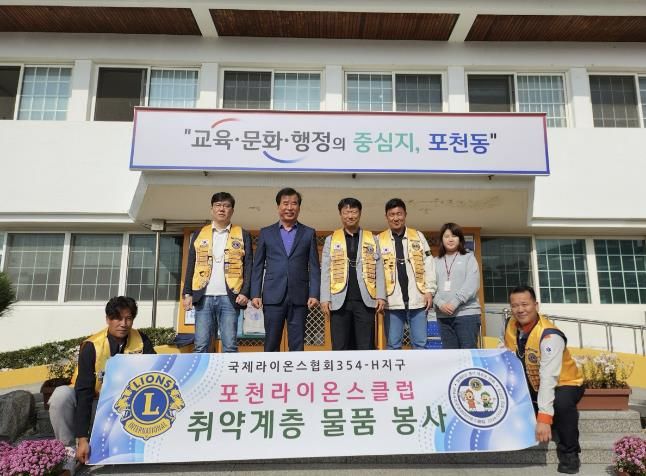 "교육·문화·행정의 중심지, 포천동"
국제라이온스협회354-H지구
포천라이온스클럽
취약계층 물품 봉사
LIONS
L
INTERNATIONAL